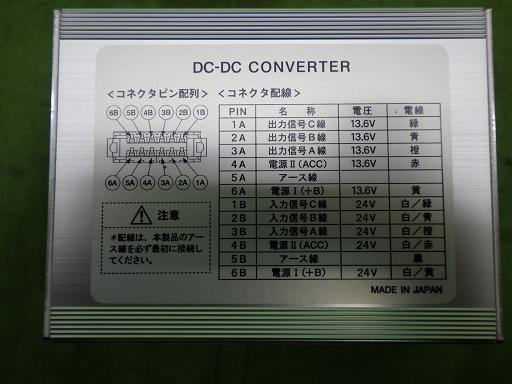 DC-DC CONVERTER
<コネクタピン配列>
6B 5B 4B 3B 2B 1B
6A 5A 4A 3A 2A 1A
注意
*配線は、本製品のアー
ス線を必ず最初に接続し
てください。
<コネクタ配線>
PIN 名称 電圧 電線
1A 出力信号C線 13.6V 緑
2A 出力信号B線 13.6V 青
3A 出力信号A線 13.6V 橙
4A 電源II(ACC) 13.6V 赤
5A アース線
6A 電源I(+B) 13.6V 黄
1B 入力信号C線 24V 白/緑
2B 入力信号B線 24V 白/青
3B 入力信号A線 24V 白/橙
4B 電源II(ACC) 24V 白/赤
5B アース線 黒
6B 電源I(+B) 24V 白/黄
MADE IN JAPAN